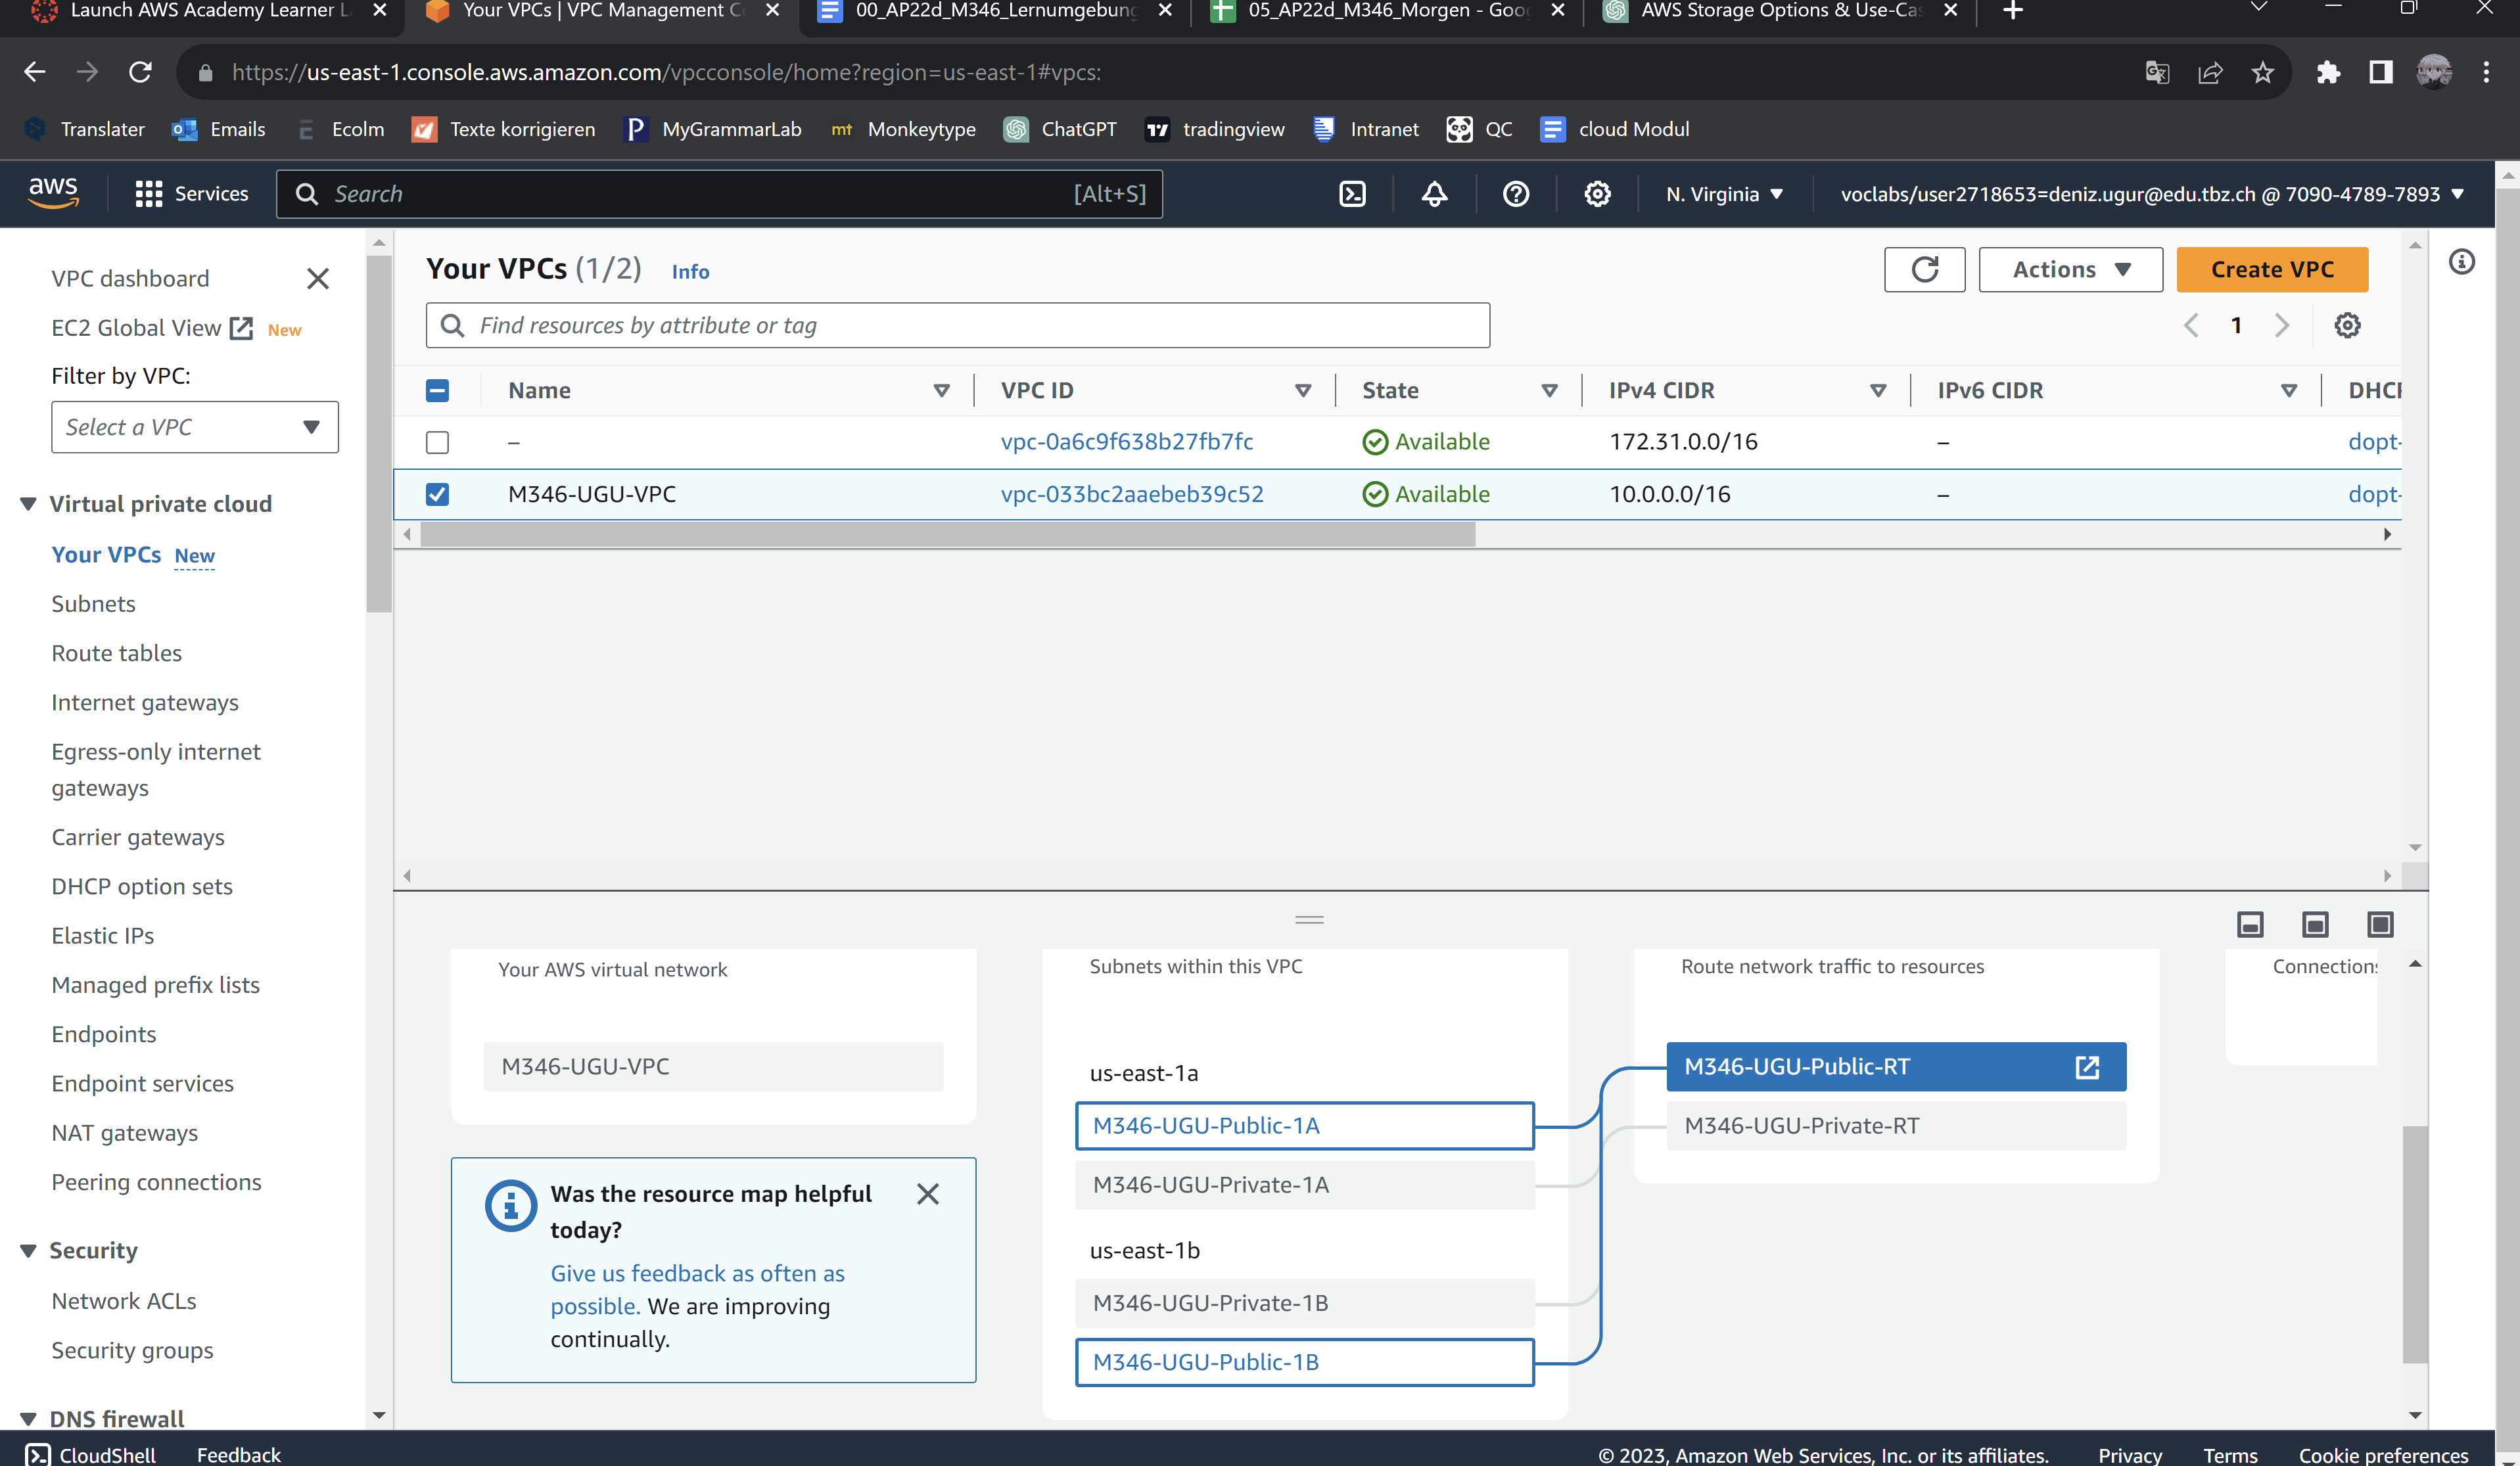 Launch AWS Academy Learner L
Your VPCs | VPC Management C
00_AP22d_M346_Lernumgebung
05_AP22d_M346_Morgen - Goo
AWS Storage Options & Use-Cas
https://us-east-1.console.aws.amazon.com/vpcconsole/home?region=us-east-1#vpcs:
Translater
Emails
Ecolm
Texte korrigieren
MyGrammarLab
Monkeytype
ChatGPT
tradingview
Intranet
QC
cloud Modul
aws
Services
Search
[Alt+S]
N. Virginia
voclabs/user2718653=deniz.ugur@edu.tbz.ch @ 7090-4789-7893
VPC dashboard
EC2 Global View New
Filter by VPC:
Select a VPC
Virtual private cloud
Your VPCs New
Subnets
Route tables
Internet gateways
Egress-only internet
gateways
Carrier gateways
DHCP option sets
Elastic IPs
Managed prefix lists
Endpoints
Endpoint services
NAT gateways
Peering connections
Security
Network ACLs
Security groups
DNS firewall
Your VPCs (1/2) Info
Actions
Create VPC
Find resources by attribute or tag
1
Name VPC ID State IPv4 CIDR IPv6 CIDR DHCP
– vpc-0a6c9f638b27fb7fc Available 172.31.0.0/16 – dopt-
M346-UGU-VPC vpc-033bc2aaebeb39c52 Available 10.0.0.0/16 – dopt-
Your AWS virtual network
M346-UGU-VPC
Was the resource map helpful
today?
Give us feedback as often as
possible. We are improving
continually.
Subnets within this VPC
us-east-1a
M346-UGU-Public-1A
M346-UGU-Private-1A
us-east-1b
M346-UGU-Private-1B
M346-UGU-Public-1B
Route network traffic to resources
M346-UGU-Public-RT
M346-UGU-Private-RT
Connections
CloudShell
Feedback
© 2023, Amazon Web Services, Inc. or its affiliates.
Privacy
Terms
Cookie preferences